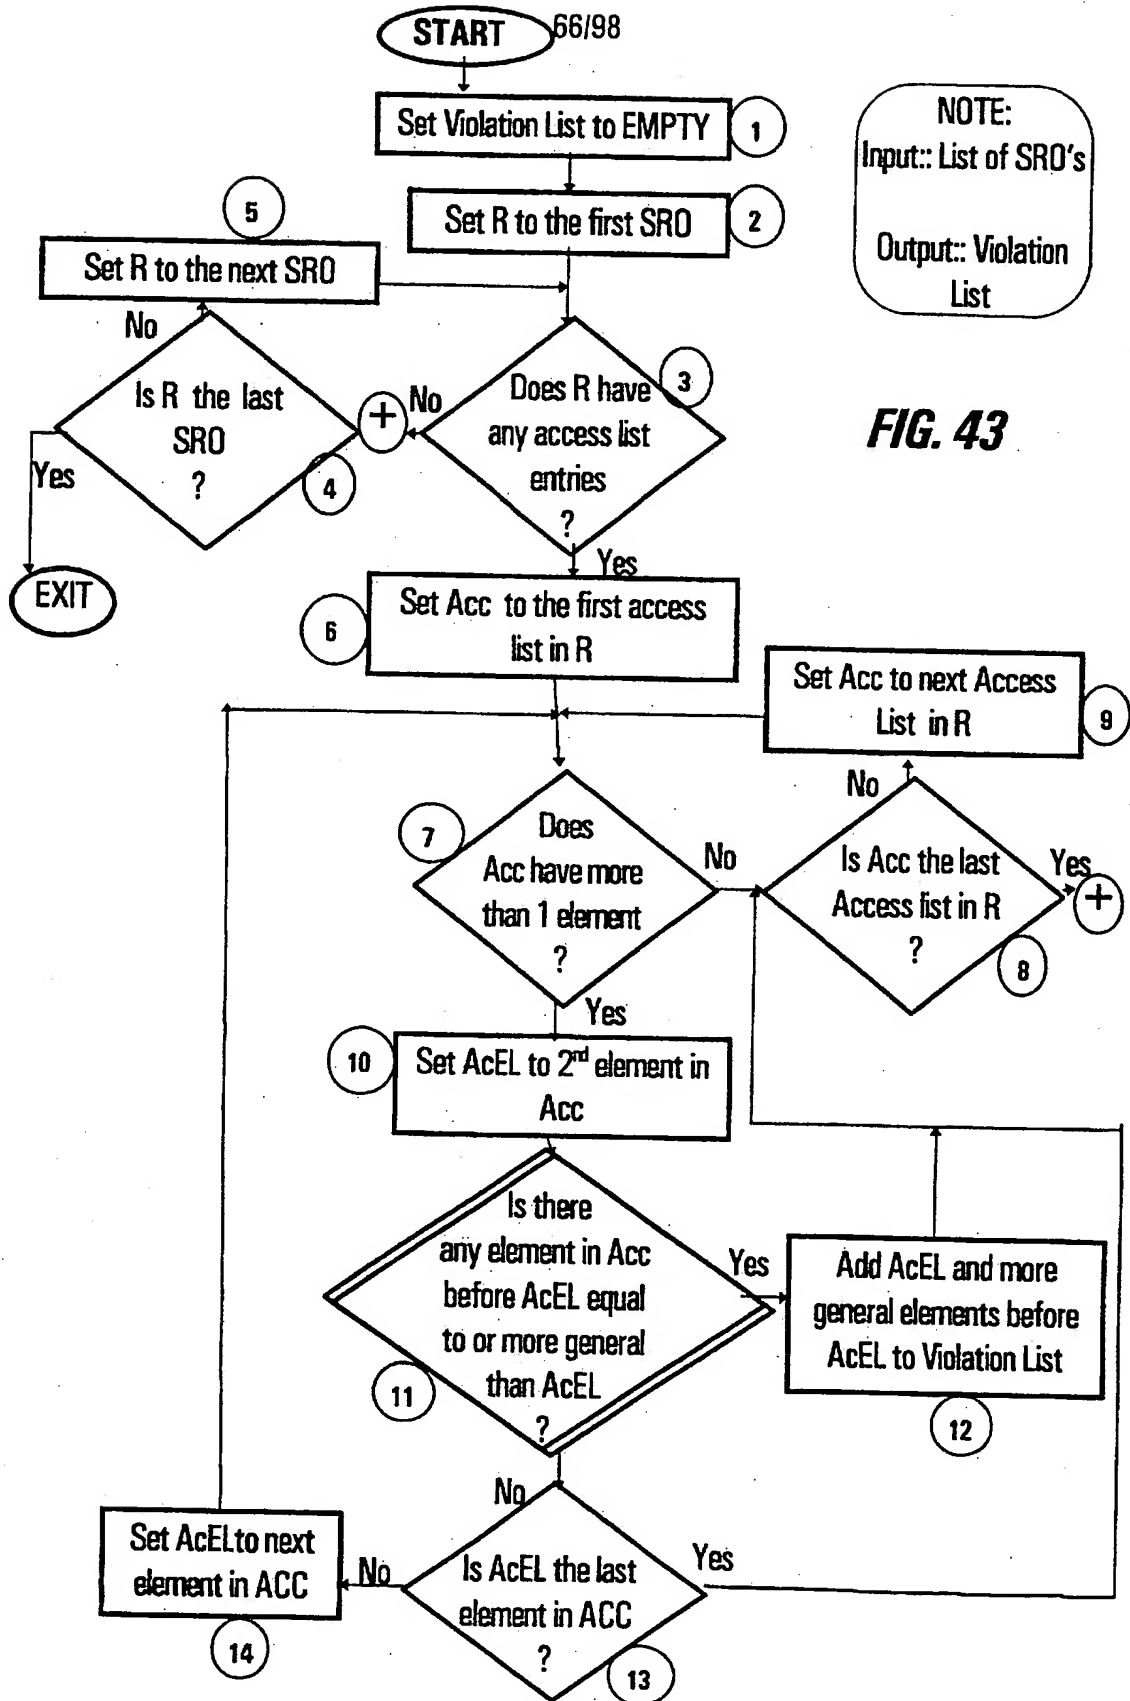 START
66/98
Set Violation List to EMPTY
1
NOTE:
Input:: List of SRO's
Output:: Violation
List
Set R to the first SRO
2
5
Set R to the next SRO
No
Is R the last
SRO
?
4
Yes
EXIT
+
No
Does R have
any access list
entries
?
3
Yes
FIG. 43
Set Acc to the first access
list in R
6
Set Acc to next Access
List in R
9
No
7
Does
Acc have more
than 1 element
?
No
Is Acc the last
Access list in R
?
8
Yes
+
Yes
10
Set AcEL to 2nd element in
Acc
Is there
any element in Acc
before AcEL equal
to or more general
than AcEL
?
11
Yes
Add AcEL and more
general elements before
AcEL to Violation List
12
No
Set AcELto next
element in ACC
14
No
Is AcEL the last
element in ACC
?
13
Yes